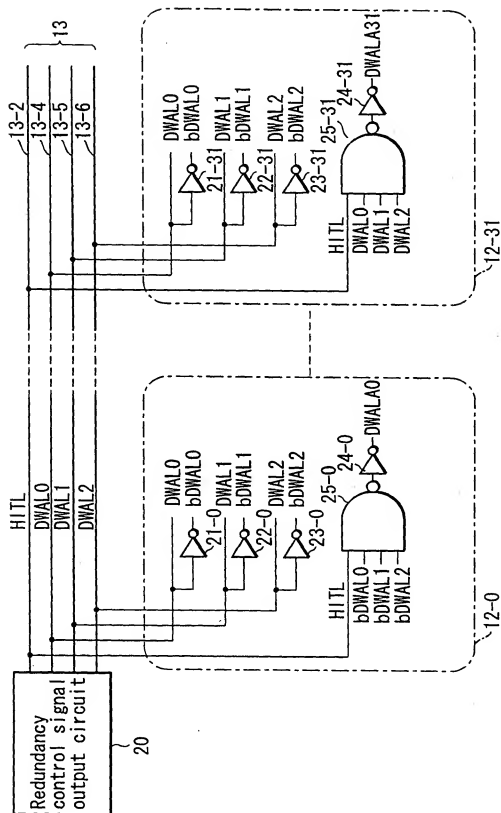 Redundancy
control signal
output circuit
20
HITL
DWAL0
DWAL1
DWAL2
13-2
13-4
13-5
13-6
13
DWAL0
bDWAL0
21-0
DWAL1
bDWAL1
22-0
DWAL2
bDWAL2
23-0
HITL
bDWAL0
bDWAL1
bDWAL2
25-0
24-0
DWALA0
12-0
DWAL0
bDWAL0
21-31
DWAL1
bDWAL1
22-31
DWAL2
bDWAL2
23-31
HITL
DWAL0
DWAL1
DWAL2
25-31
24-31
DWALA31
12-31